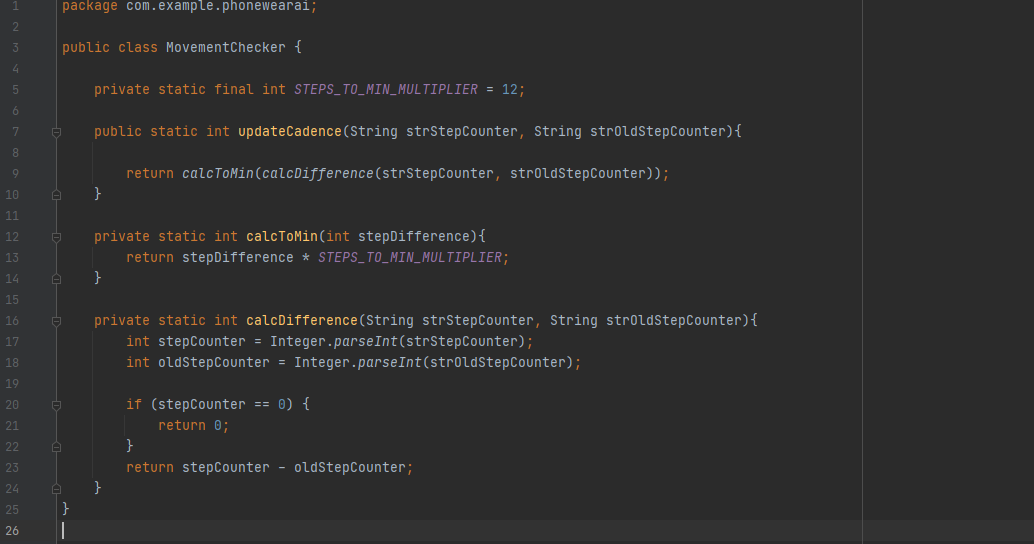 1 package com.example.phonewearai;
2
3 public class MovementChecker {
4
5     private static final int STEPS_TO_MIN_MULTIPLIER = 12;
6
7     public static int updateCadence(String strStepCounter, String strOldStepCounter){
8
9         return calcToMin(calcDifference(strStepCounter, strOldStepCounter));
10     }
11
12     private static int calcToMin(int stepDifference){
13         return stepDifference * STEPS_TO_MIN_MULTIPLIER;
14     }
15
16     private static int calcDifference(String strStepCounter, String strOldStepCounter){
17         int stepCounter = Integer.parseInt(strStepCounter);
18         int oldStepCounter = Integer.parseInt(strOldStepCounter);
19
20         if (stepCounter == 0) {
21             return 0;
22         }
23         return stepCounter - oldStepCounter;
24     }
25 }
26